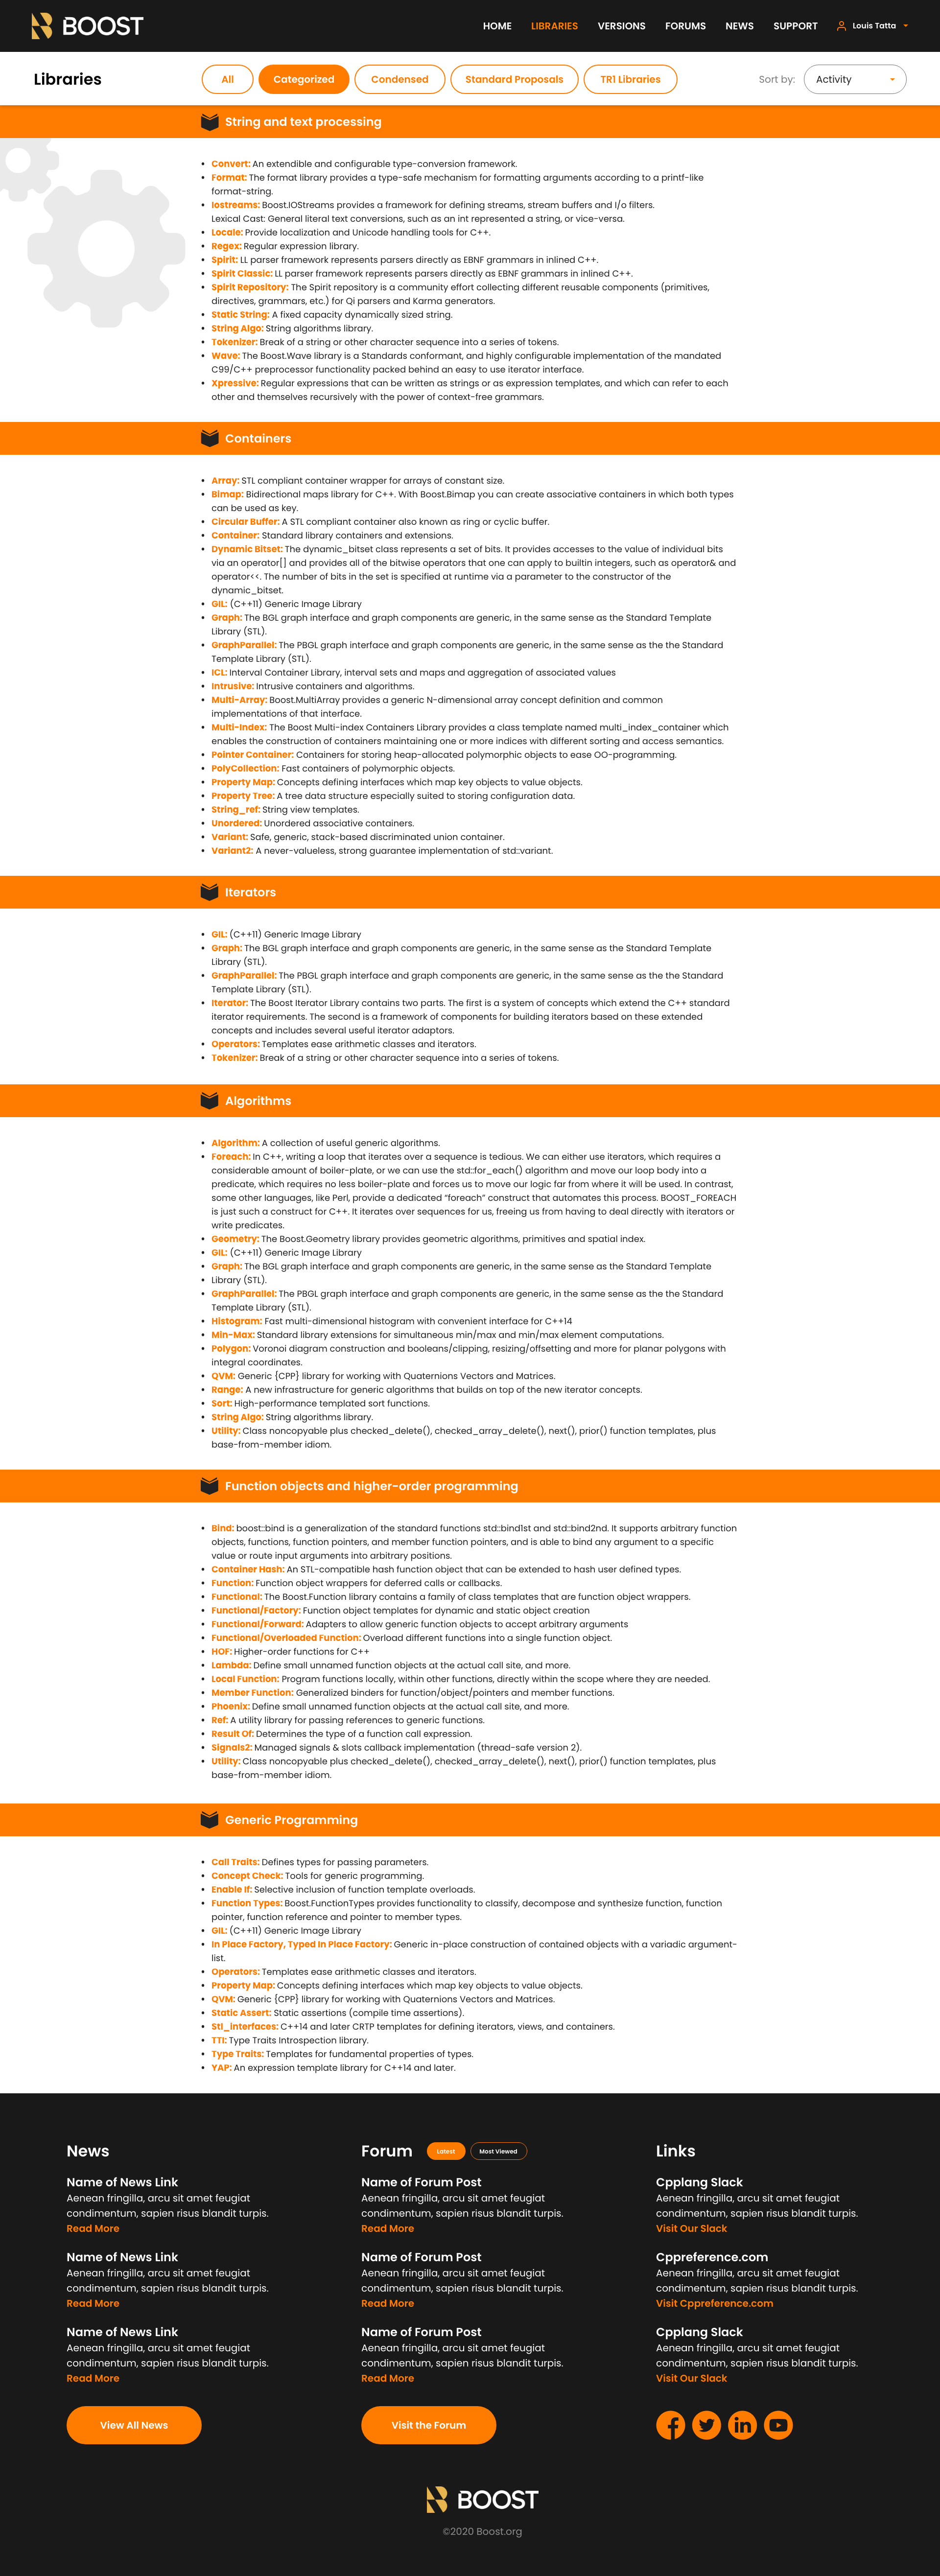 BOOST
HOME LIBRARIES VERSIONS FORUMS NEWS SUPPORT Louis Tatta
Libraries
All Categorized Condensed Standard Proposals TR1 Libraries
Sort by: Activity
String and text processing
• Convert: An extendible and configurable type-conversion framework.
• Format: The format library provides a type-safe mechanism for formatting arguments according to a printf-like
format-string.
• Iostreams: Boost.IOStreams provides a framework for defining streams, stream buffers and I/o filters.
Lexical Cast: General literal text conversions, such as an int represented a string, or vice-versa.
• Locale: Provide localization and Unicode handling tools for C++.
• Regex: Regular expression library.
• Spirit: LL parser framework represents parsers directly as EBNF grammars in inlined C++.
• Spirit Classic: LL parser framework represents parsers directly as EBNF grammars in inlined C++.
• Spirit Repository: The Spirit repository is a community effort collecting different reusable components (primitives,
directives, grammars, etc.) for Qi parsers and Karma generators.
• Static String: A fixed capacity dynamically sized string.
• String Algo: String algorithms library.
• Tokenizer: Break of a string or other character sequence into a series of tokens.
• Wave: The Boost.Wave library is a Standards conformant, and highly configurable implementation of the mandated
C99/C++ preprocessor functionality packed behind an easy to use iterator interface.
• Xpressive: Regular expressions that can be written as strings or as expression templates, and which can refer to each
other and themselves recursively with the power of context-free grammars.
Containers
• Array: STL compliant container wrapper for arrays of constant size.
• Bimap: Bidirectional maps library for C++. With Boost.Bimap you can create associative containers in which both types
can be used as key.
• Circular Buffer: A STL compliant container also known as ring or cyclic buffer.
• Container: Standard library containers and extensions.
• Dynamic Bitset: The dynamic_bitset class represents a set of bits. It provides accesses to the value of individual bits
via an operator[] and provides all of the bitwise operators that one can apply to builtin integers, such as operator& and
operator<<. The number of bits in the set is specified at runtime via a parameter to the constructor of the
dynamic_bitset.
• GIL: (C++11) Generic Image Library
• Graph: The BGL graph interface and graph components are generic, in the same sense as the Standard Template
Library (STL).
• GraphParallel: The PBGL graph interface and graph components are generic, in the same sense as the the Standard
Template Library (STL).
• ICL: Interval Container Library, interval sets and maps and aggregation of associated values
• Intrusive: Intrusive containers and algorithms.
• Multi-Array: Boost.MultiArray provides a generic N-dimensional array concept definition and common
implementations of that interface.
• Multi-Index: The Boost Multi-index Containers Library provides a class template named multi_index_container which
enables the construction of containers maintaining one or more indices with different sorting and access semantics.
• Pointer Container: Containers for storing heap-allocated polymorphic objects to ease OO-programming.
• PolyCollection: Fast containers of polymorphic objects.
• Property Map: Concepts defining interfaces which map key objects to value objects.
• Property Tree: A tree data structure especially suited to storing configuration data.
• String_ref: String view templates.
• Unordered: Unordered associative containers.
• Variant: Safe, generic, stack-based discriminated union container.
• Variant2: A never-valueless, strong guarantee implementation of std::variant.
Iterators
• GIL: (C++11) Generic Image Library
• Graph: The BGL graph interface and graph components are generic, in the same sense as the Standard Template
Library (STL).
• GraphParallel: The PBGL graph interface and graph components are generic, in the same sense as the the Standard
Template Library (STL).
• Iterator: The Boost Iterator Library contains two parts. The first is a system of concepts which extend the C++ standard
iterator requirements. The second is a framework of components for building iterators based on these extended
concepts and includes several useful iterator adaptors.
• Operators: Templates ease arithmetic classes and iterators.
• Tokenizer: Break of a string or other character sequence into a series of tokens.
Algorithms
• Algorithm: A collection of useful generic algorithms.
• Foreach: In C++, writing a loop that iterates over a sequence is tedious. We can either use iterators, which requires a
considerable amount of boiler-plate, or we can use the std::for_each() algorithm and move our loop body into a
predicate, which requires no less boiler-plate and forces us to move our logic far from where it will be used. In contrast,
some other languages, like Perl, provide a dedicated "foreach" construct that automates this process. BOOST_FOREACH
is just such a construct for C++. It iterates over sequences for us, freeing us from having to deal directly with iterators or
write predicates.
• Geometry: The Boost.Geometry library provides geometric algorithms, primitives and spatial index.
• GIL: (C++11) Generic Image Library
• Graph: The BGL graph interface and graph components are generic, in the same sense as the Standard Template
• Library (STL).
• GraphParallel: The PBGL graph interface and graph components are generic, in the same sense as the the Standard
Template Library (STL).
• Histogram: Fast multi-dimensional histogram with convenient interface for C++14
• Min-Max: Standard library extensions for simultaneous min/max and min/max element computations.
• Polygon: Voronoi diagram construction and booleans/clipping, resizing/offsetting and more for planar polygons with
integral coordinates.
• QVM: Generic {CPP} library for working with Quaternions Vectors and Matrices.
• Range: A new infrastructure for generic algorithms that builds on top of the new iterator concepts.
• Sort: High-performance templated sort functions.
• String Algo: String algorithms library.
• Utility: Class noncopyable plus checked_delete(), checked_array_delete(), next(), prior() function templates, plus
base-from-member idiom.
Function objects and higher-order programming
• Bind: boost::bind is a generalization of the standard functions std::bind1st and std::bind2nd. It supports arbitrary function
objects, functions, function pointers, and member function pointers, and is able to bind any argument to a specific
value or route input arguments into arbitrary positions.
• Container Hash: An STL-compatible hash function object that can be extended to hash user defined types.
• Function: Function object wrappers for deferred calls or callbacks.
• Functional: The Boost.Function library contains a family of class templates that are function object wrappers.
• Functional/Factory: Function object templates for dynamic and static object creation
• Functional/Forward: Adapters to allow generic function objects to accept arbitrary arguments
• Functional/Overloaded Function: Overload different functions into a single function object.
• HOF: Higher-order functions for C++
• Lambda: Define small unnamed function objects at the actual call site, and more.
• Local Function: Program functions locally, within other functions, directly within the scope where they are needed.
• Member Function: Generalized binders for function/object/pointers and member functions.
• Phoenix: Define small unnamed function objects at the actual call site, and more.
• Ref: A utility library for passing references to generic functions.
• Result Of: Determines the type of a function call expression.
• Signals2: Managed signals & slots callback implementation (thread-safe version 2).
• Utility: Class noncopyable plus checked_delete(), checked_array_delete(), next(), prior() function templates, plus
base-from-member idiom.
Generic Programming
• Call Traits: Defines types for passing parameters.
• Concept Check: Tools for generic programming.
• Enable If: Selective inclusion of function template overloads.
• Function Types: Boost.FunctionTypes provides functionality to classify, decompose and synthesize function, function
pointer, function reference and pointer to member types.
• GIL: (C++11) Generic Image Library
• In Place Factory, Typed In Place Factory: Generic in-place construction of contained objects with a variadic argument-
list.
• Operators: Templates ease arithmetic classes and iterators.
• Property Map: Concepts defining interfaces which map key objects to value objects.
• QVM: Generic {CPP} library for working with Quaternions Vectors and Matrices.
• Static Assert: Static assertions (compile time assertions).
• Stl_interfaces: C++14 and later CRTP templates for defining iterators, views, and containers.
• TTI: Type Traits Introspection library.
• Type Traits: Templates for fundamental properties of types.
• YAP: An expression template library for C++14 and later.
News
Name of News Link
Aenean fringilla, arcu sit amet feugiat
condimentum, sapien risus blandit turpis.
Read More
Name of News Link
Aenean fringilla, arcu sit amet feugiat
condimentum, sapien risus blandit turpis.
Read More
Name of News Link
Aenean fringilla, arcu sit amet feugiat
condimentum, sapien risus blandit turpis.
Read More
View All News
Forum Latest Most Viewed
Name of Forum Post
Aenean fringilla, arcu sit amet feugiat
condimentum, sapien risus blandit turpis.
Read More
Name of Forum Post
Aenean fringilla, arcu sit amet feugiat
condimentum, sapien risus blandit turpis.
Read More
Name of Forum Post
Aenean fringilla, arcu sit amet feugiat
condimentum, sapien risus blandit turpis.
Read More
Visit the Forum
Links
Cpplang Slack
Aenean fringilla, arcu sit amet feugiat
condimentum, sapien risus blandit turpis.
Visit Our Slack
Cppreference.com
Aenean fringilla, arcu sit amet feugiat
condimentum, sapien risus blandit turpis.
Visit Cppreference.com
Cpplang Slack
Aenean fringilla, arcu sit amet feugiat
condimentum, sapien risus blandit turpis.
Visit Our Slack
BOOST
©2020 Boost.org